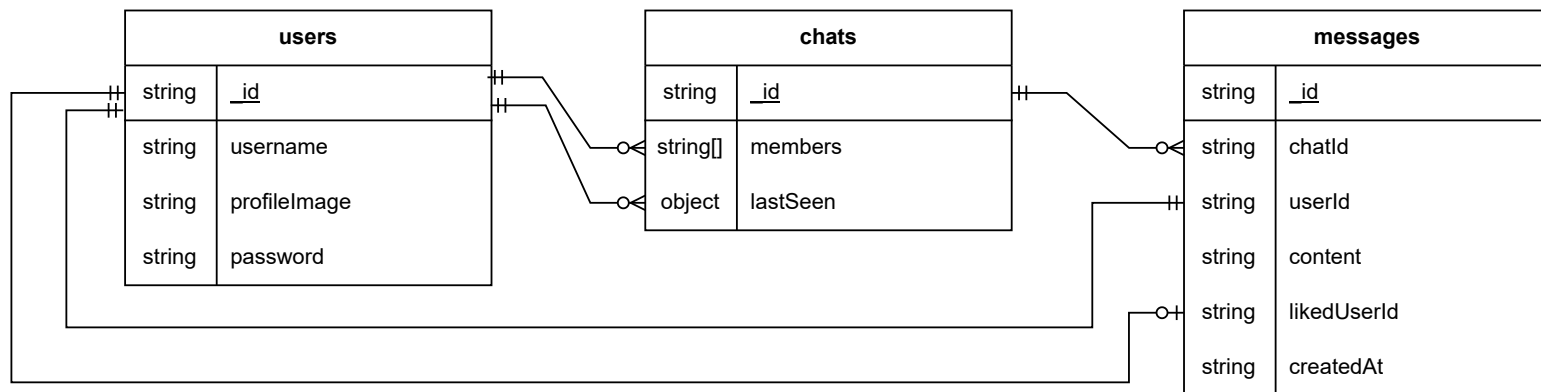 users
string _id
string username
string profileImage
string password
chats
string _id
string[] members
object lastSeen
messages
string _id
string chatId
string userId
string content
string likedUserId
string createdAt